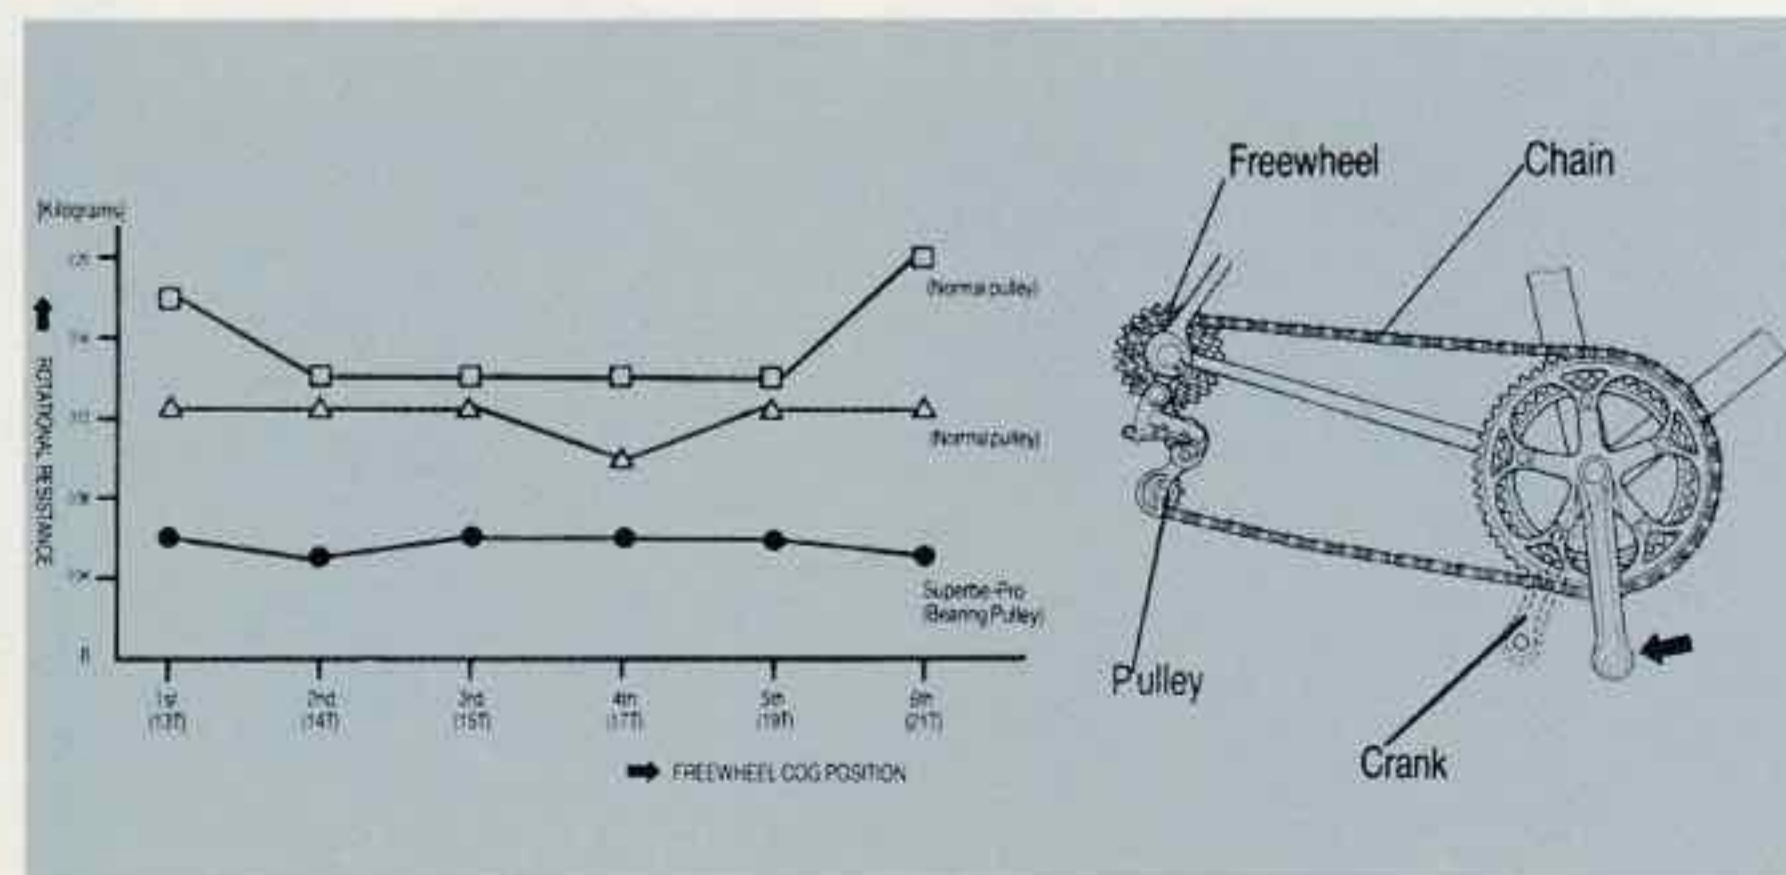 [Kilograms]
ROTATIONAL RESISTANCE
(Normal pulley)
(Normal pulley)
Superbe-Pro
(Bearing Pulley)
0
1st 2nd 3rd 4th 5th 6th
(13T) (14T) (15T) (17T) (19T) (21T)
FREEWHEEL COG POSITION
Freewheel
Chain
Pulley
Crank